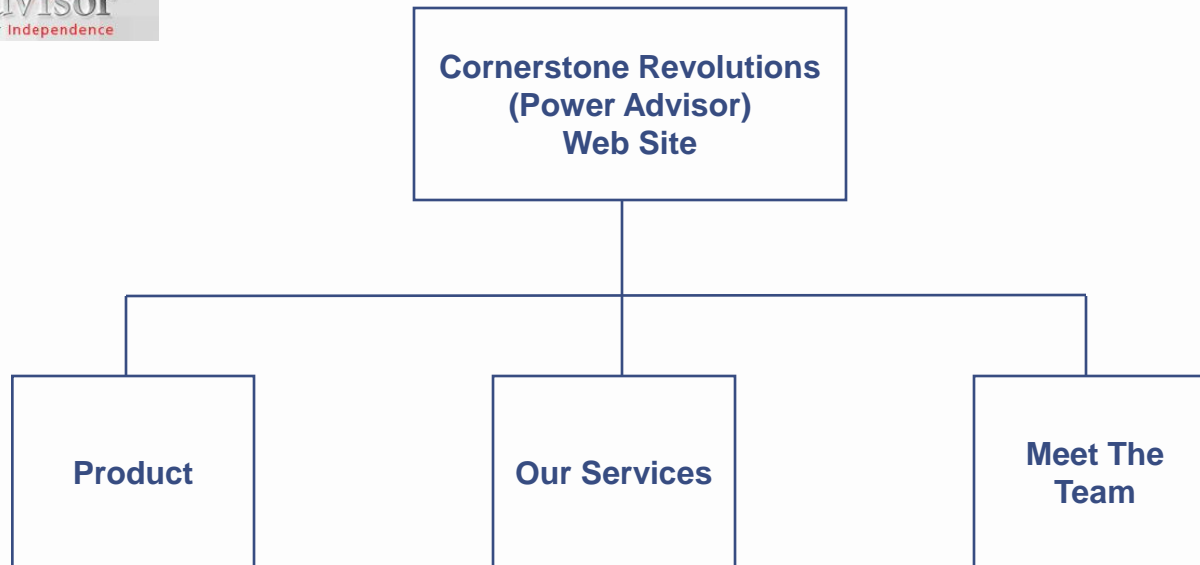 Independence
Cornerstone Revolutions
(Power Advisor)
Web Site
Product
Our Services
Meet The
Team